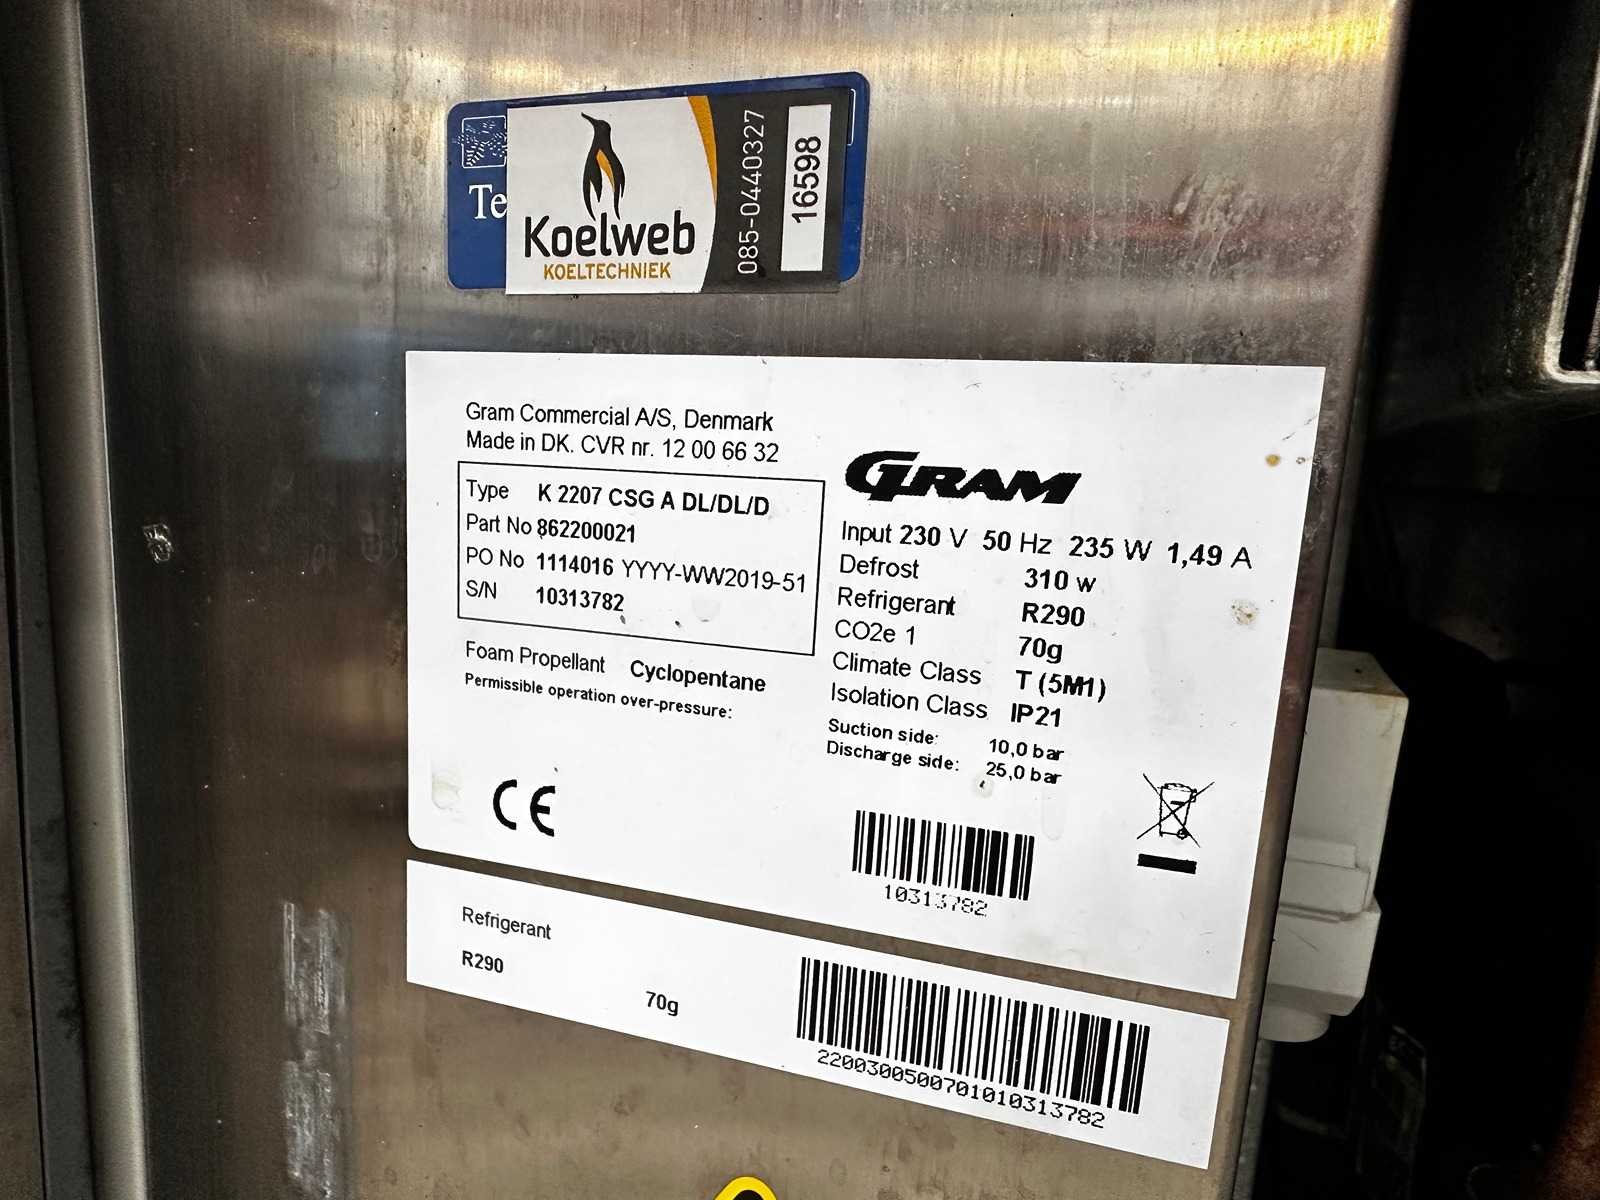 Te
Koelweb
KOELTECHNIEK
085-0440327
16598
Gram Commercial A/S, Denmark
Made in DK. CVR nr. 12 00 66 32
Type K 2207 CSG A DL/DL/D
Part No 862200021
PO No 1114016 YYYY-WW2019-51
S/N 10313782
Foam Propellant Cyclopentane
Permissible operation over-pressure:
GRAM
Input 230 V 50 Hz 235 W 1,49 A
Defrost 310 w
Refrigerant R290
CO2e 1 70g
Climate Class T (5M1)
Isolation Class IP21
Suction side: 10,0 bar
Discharge side: 25,0 bar
CE
10313782
Refrigerant
R290
70g
2200300500701010313782